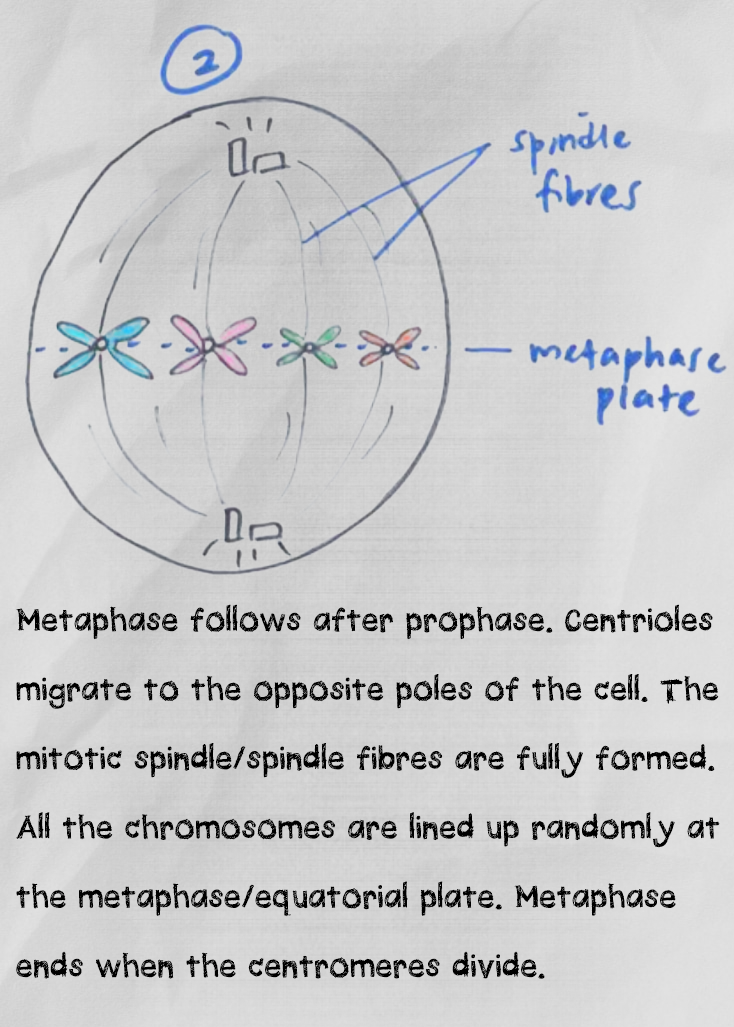 2
spindle
fibres
metaphase
plate
Metaphase follows after prophase. Centrioles
migrate to the opposite poles of the cell. The
mitotic spindle/spindle fibres are fully formed.
All the chromosomes are lined up randomly at
the metaphase/equatorial plate. Metaphase
ends when the centromeres divide.